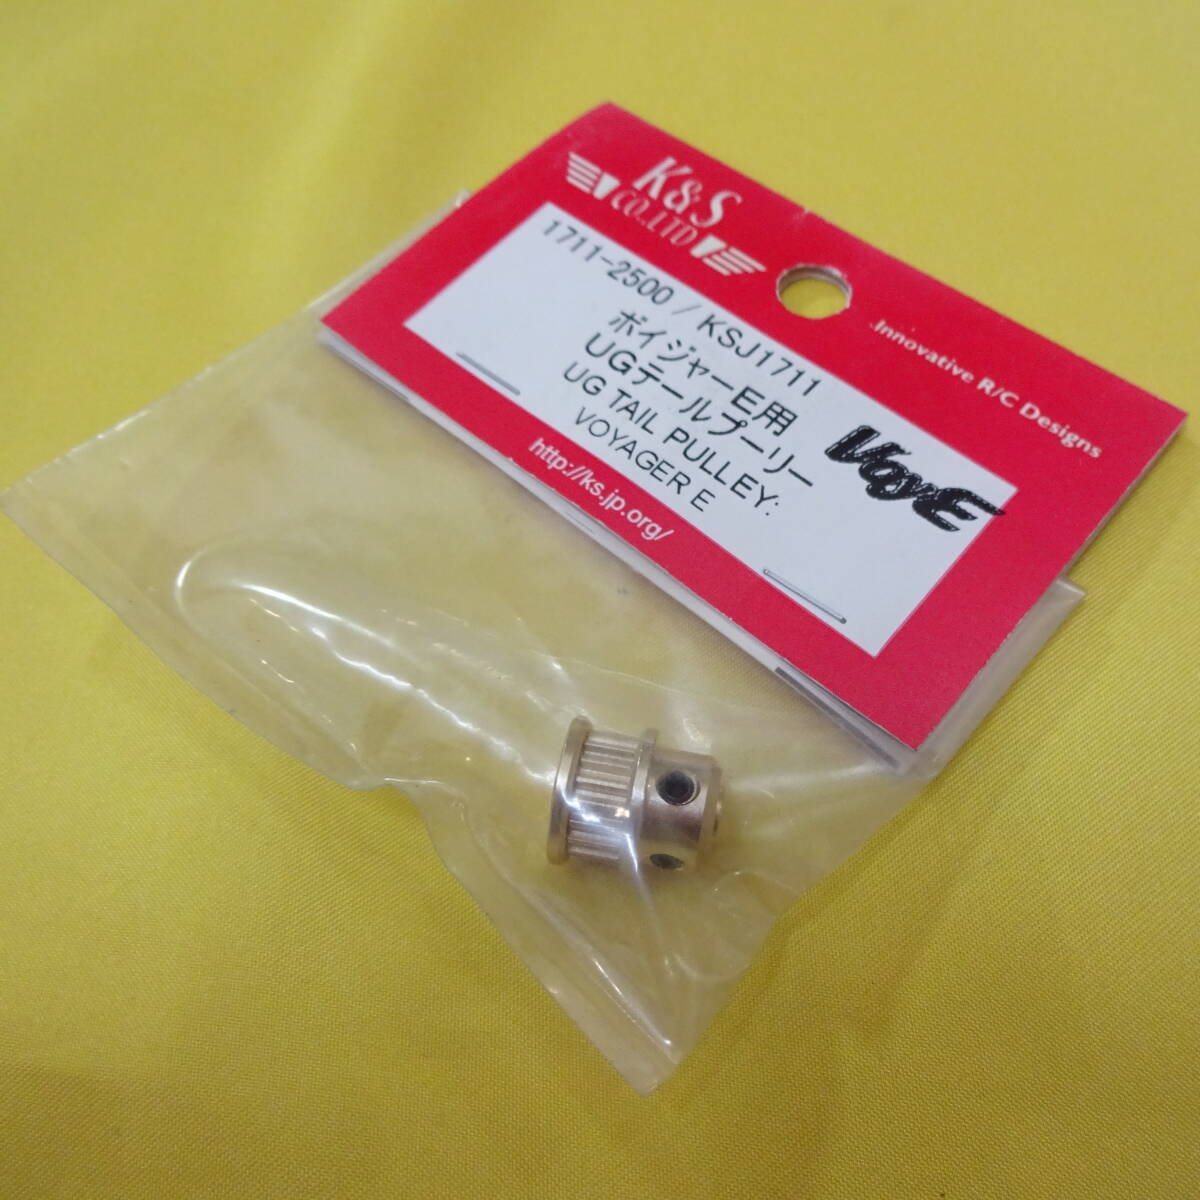 K&S
CO.,LTD
Innovative R/C Designs
1711-2500 / KSJ1711
ボイジャーE用
UGテールプーリー
UG TAIL PULLEY:
VOYAGER E
VoyE
http://ks.jp.org/